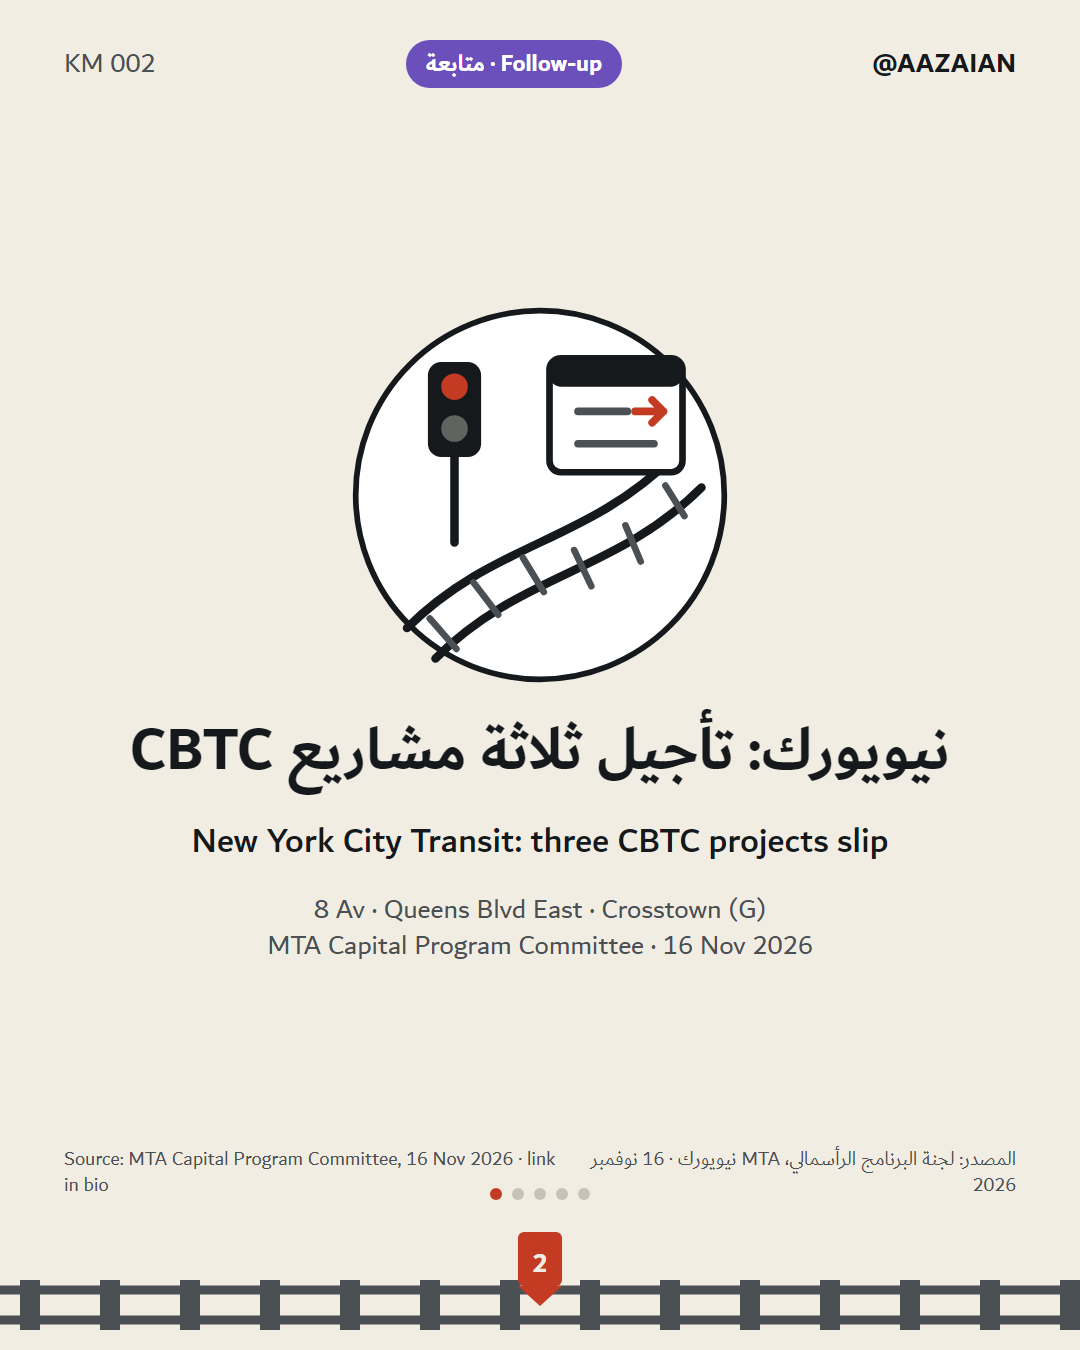 KM 002
متابعة · Follow-up
@AAZAIAN
نيويورك: تأجيل ثلاثة مشاريع CBTC
New York City Transit: three CBTC projects slip
8 Av · Queens Blvd East · Crosstown (G)
MTA Capital Program Committee · 16 Nov 2026
Source: MTA Capital Program Committee, 16 Nov 2026 · link
in bio
المصدر: لجنة البرنامج الرأسمالي، MTA نيويورك · 16 نوفمبر
2026
2